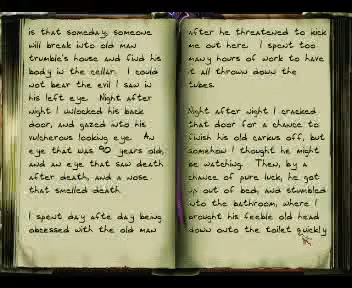 is that someday, someone
will break into old man
trumble's house and find his
body in the cellar. I could
not bear the evil I saw in
his left eye. Night after
night I unlocked his back
door, and gazed into his
vulcherous looking eye. An
eye that was 90 years old,
and an eye that saw death
after death, and a nose
that smelled death.
I spent day afte day being
obcessed with the old man
after he threatened to kick
me out here. I spent too
many hours of work to have
it all thrown down the
tubes.
Night after night I cracked
that door for a chance to
finish his old carkus off, but
somehow I thought he might
be watching. Then, by a
chance of pure luck, he got
up out of bed, and stumbled
into the bathroom, where I
brought his feeble old head
down onto the toilet quickly